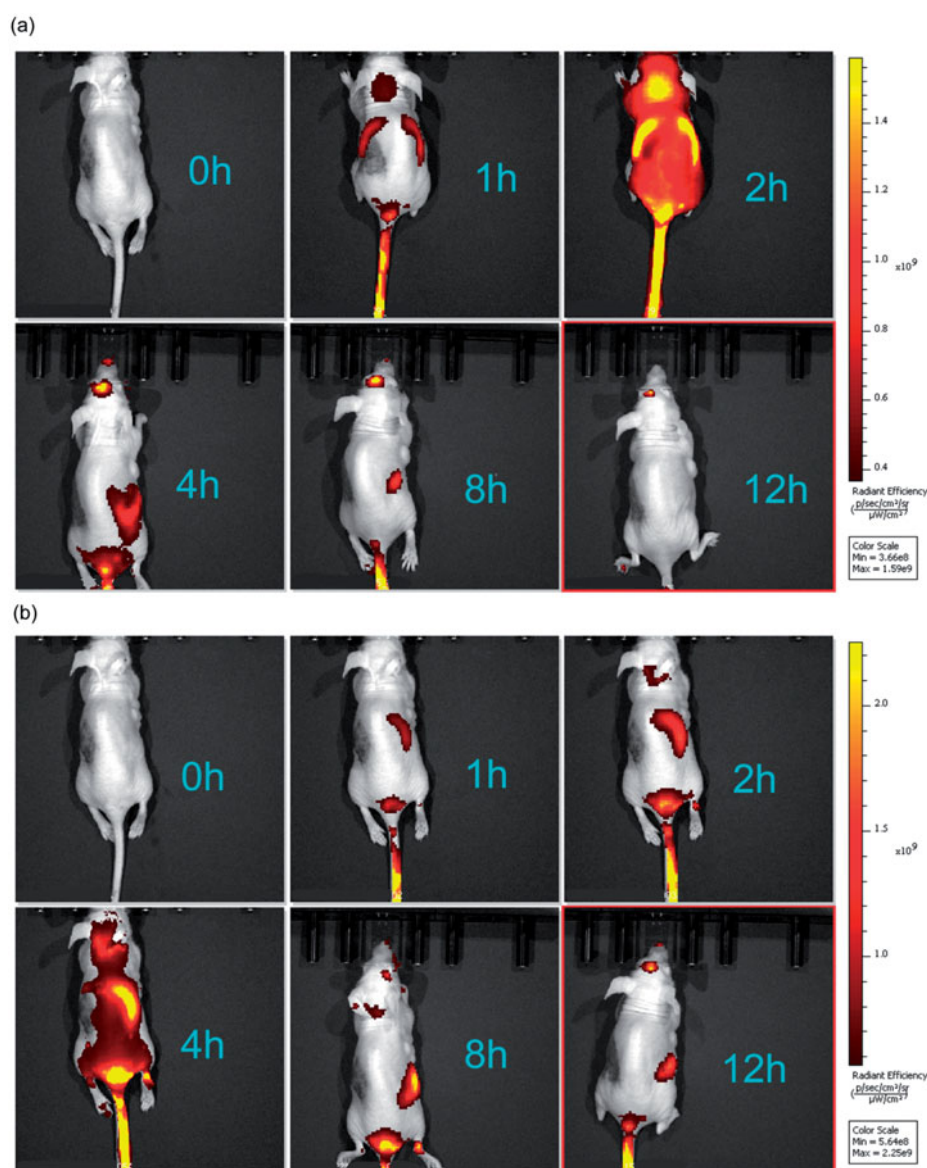 (a)
0h
1h
2h
4h
8h
12h
1.4
1.2
1.0
x10⁹
0.8
0.6
0.4
Radiant Efficiency
(p/sec/cm²/sr / µW/cm²)
Color Scale
Min = 3.66e8
Max = 1.59e9
(b)
0h
1h
2h
4h
8h
12h
2.0
1.5
x10⁹
1.0
Radiant Efficiency
(p/sec/cm²/sr / µW/cm²)
Color Scale
Min = 5.64e8
Max = 2.25e9